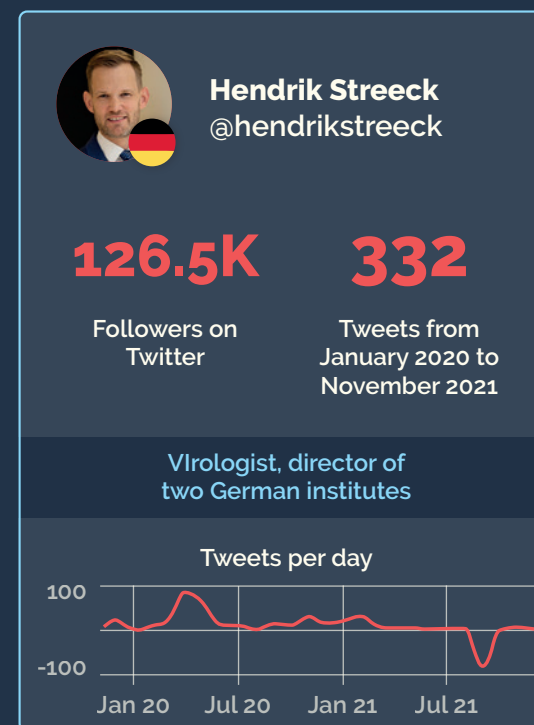 Hendrik Streeck
@hendrikstreeck
126.5K
332
Followers on
Twitter
Tweets from
January 2020 to
November 2021
VIrologist, director of
two German institutes
Tweets per day
100
-100
Jan 20
Jul 20
Jan 21
Jul 21